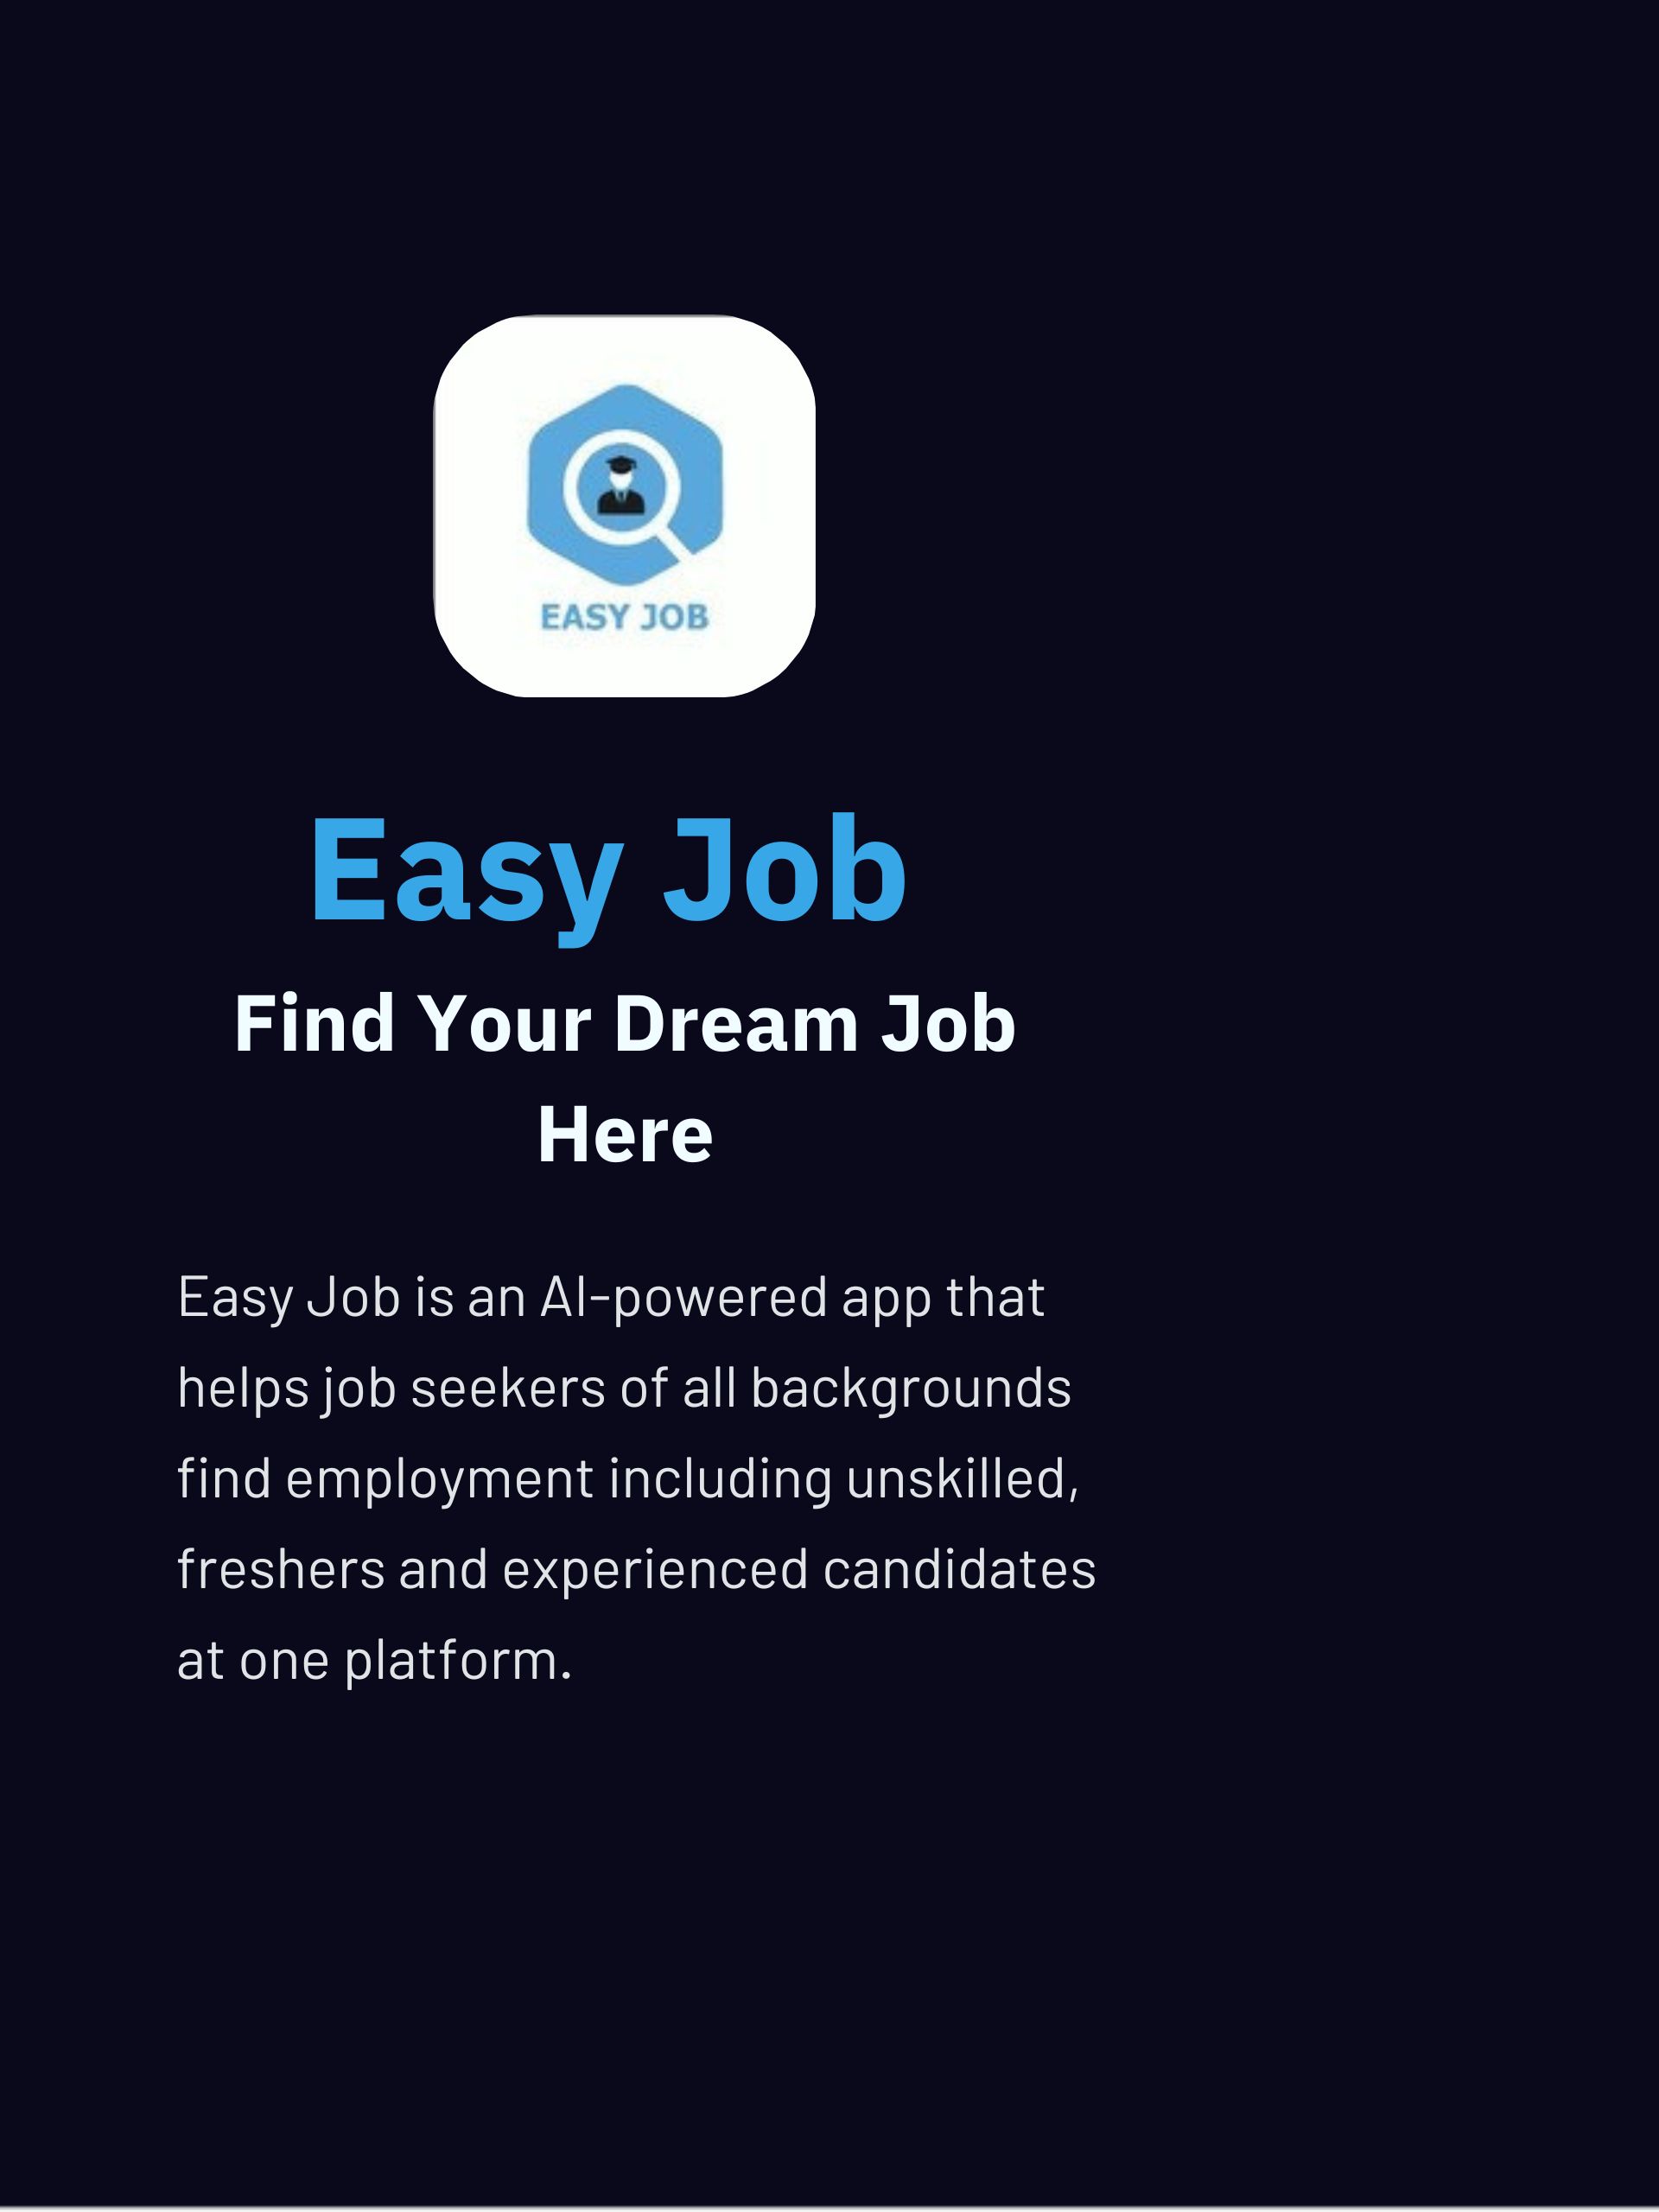 EASY JOB
Easy Job
Find Your Dream Job
Here
Easy Job is an AI-powered app that
helps job seekers of all backgrounds
find employment including unskilled,
freshers and experienced candidates
at one platform.